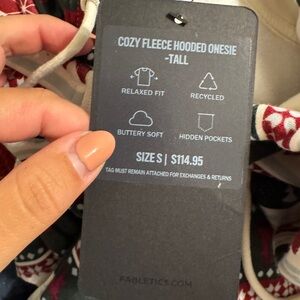 COZY FLEECE HOODED ONESIE
-TALL
RELAXED FIT
RECYCLED
BUTTERY SOFT
HIDDEN POCKETS
SIZE S | $114.95
TAG MUST REMAIN ATTACHED FOR EXCHANGES & RETURNS
FABLETICS.COM